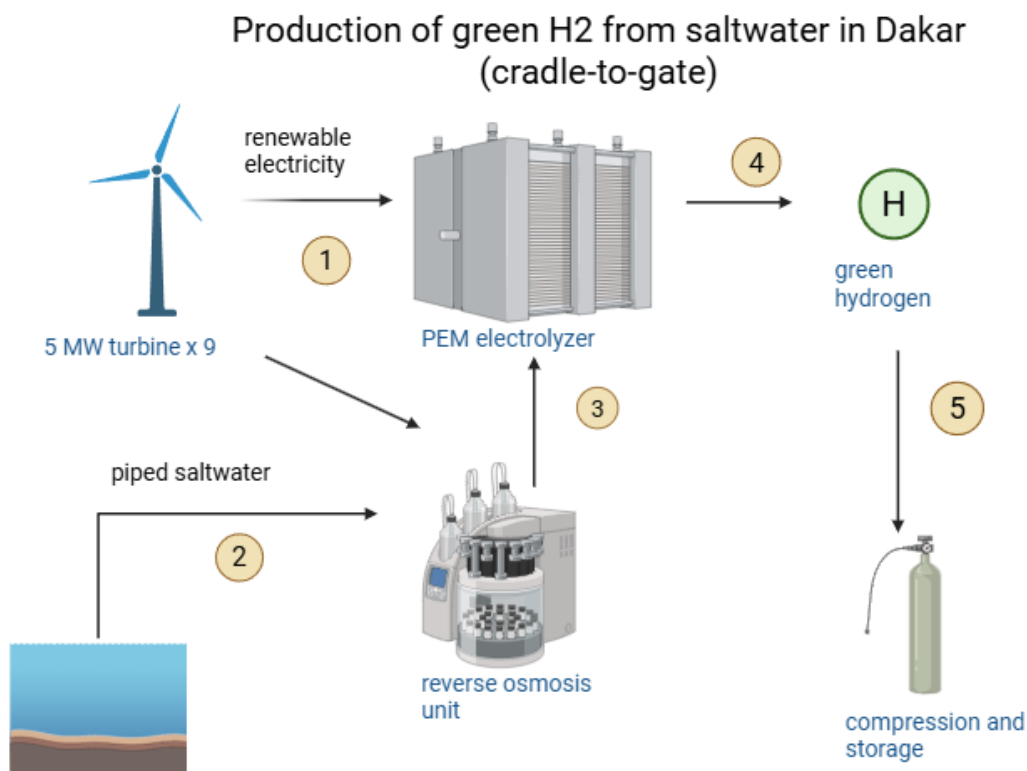 Production of green H2 from saltwater in Dakar
(cradle-to-gate)
renewable
electricity
1
4
H
green
hydrogen
5 MW turbine x 9
PEM electrolyzer
3
5
piped saltwater
2
reverse osmosis
unit
compression and
storage